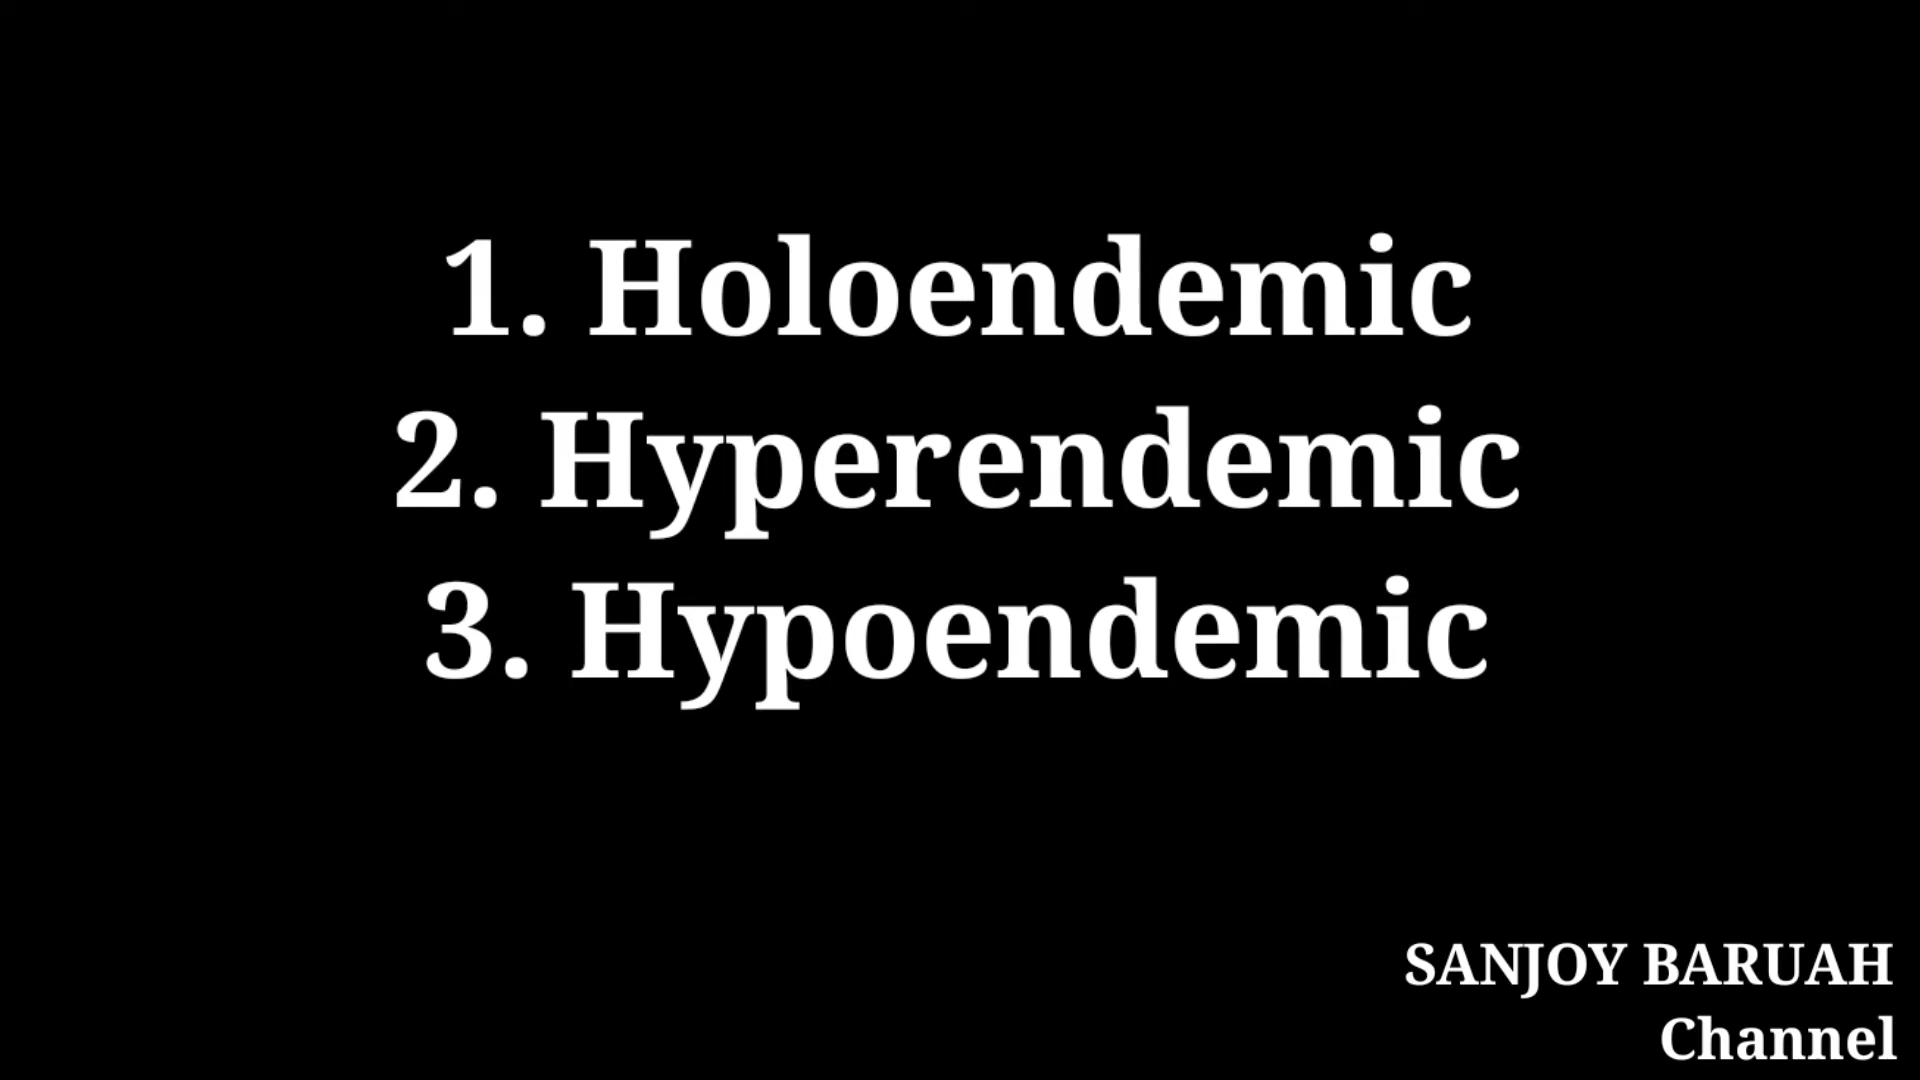 1. Holoendemic
2. Hyperendemic
3. Hypoendemic
SANJOY BARUAH
Channel